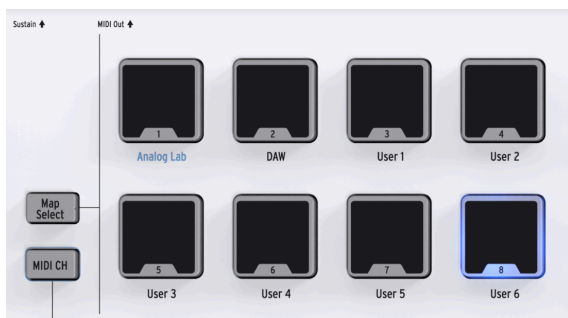 Sustain
MIDI Out
1
2
3
4
Analog Lab
DAW
User 1
User 2
Map
Select
MIDI CH
5
6
7
8
User 3
User 4
User 5
User 6